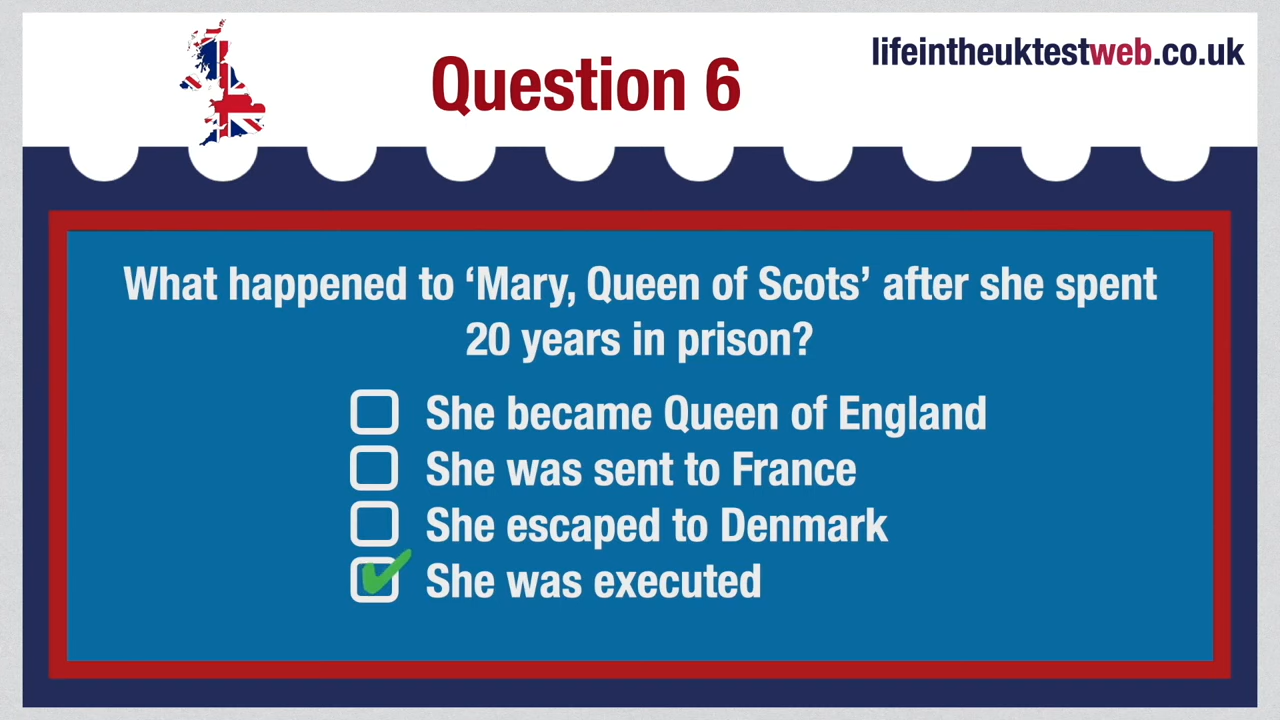 Question 6
lifeintheuktestweb.co.uk
What happened to ‘Mary, Queen of Scots’ after she spent
20 years in prison?
She became Queen of England
She was sent to France
She escaped to Denmark
She was executed